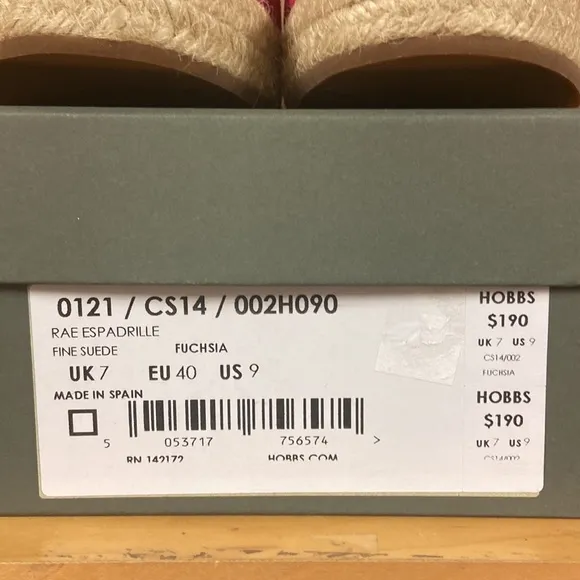 0121 / CS14 / 002H090
RAE ESPADRILLE
FINE SUEDE FUCHSIA
UK 7 EU 40 US 9
MADE IN SPAIN
5 053717 756574 >
RN 142172 HOBBS.COM
HOBBS
$190
UK 7 US 9
CS14/002
FUCHSIA
HOBBS
$190
UK 7 US 9
CS14/002